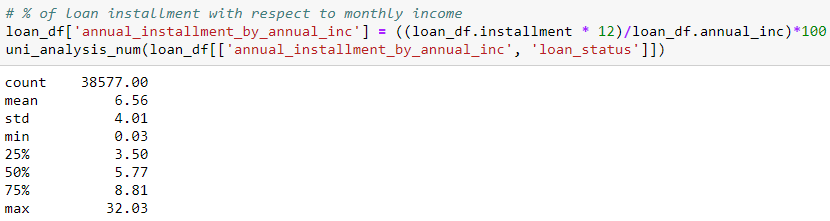 # % of loan installment with respect to monthly income
loan_df['annual_installment_by_annual_inc'] = ((loan_df.installment * 12)/loan_df.annual_inc)*100
uni_analysis_num(loan_df[['annual_installment_by_annual_inc', 'loan_status']])
count 38577.00
mean 6.56
std 4.01
min 0.03
25% 3.50
50% 5.77
75% 8.81
max 32.03